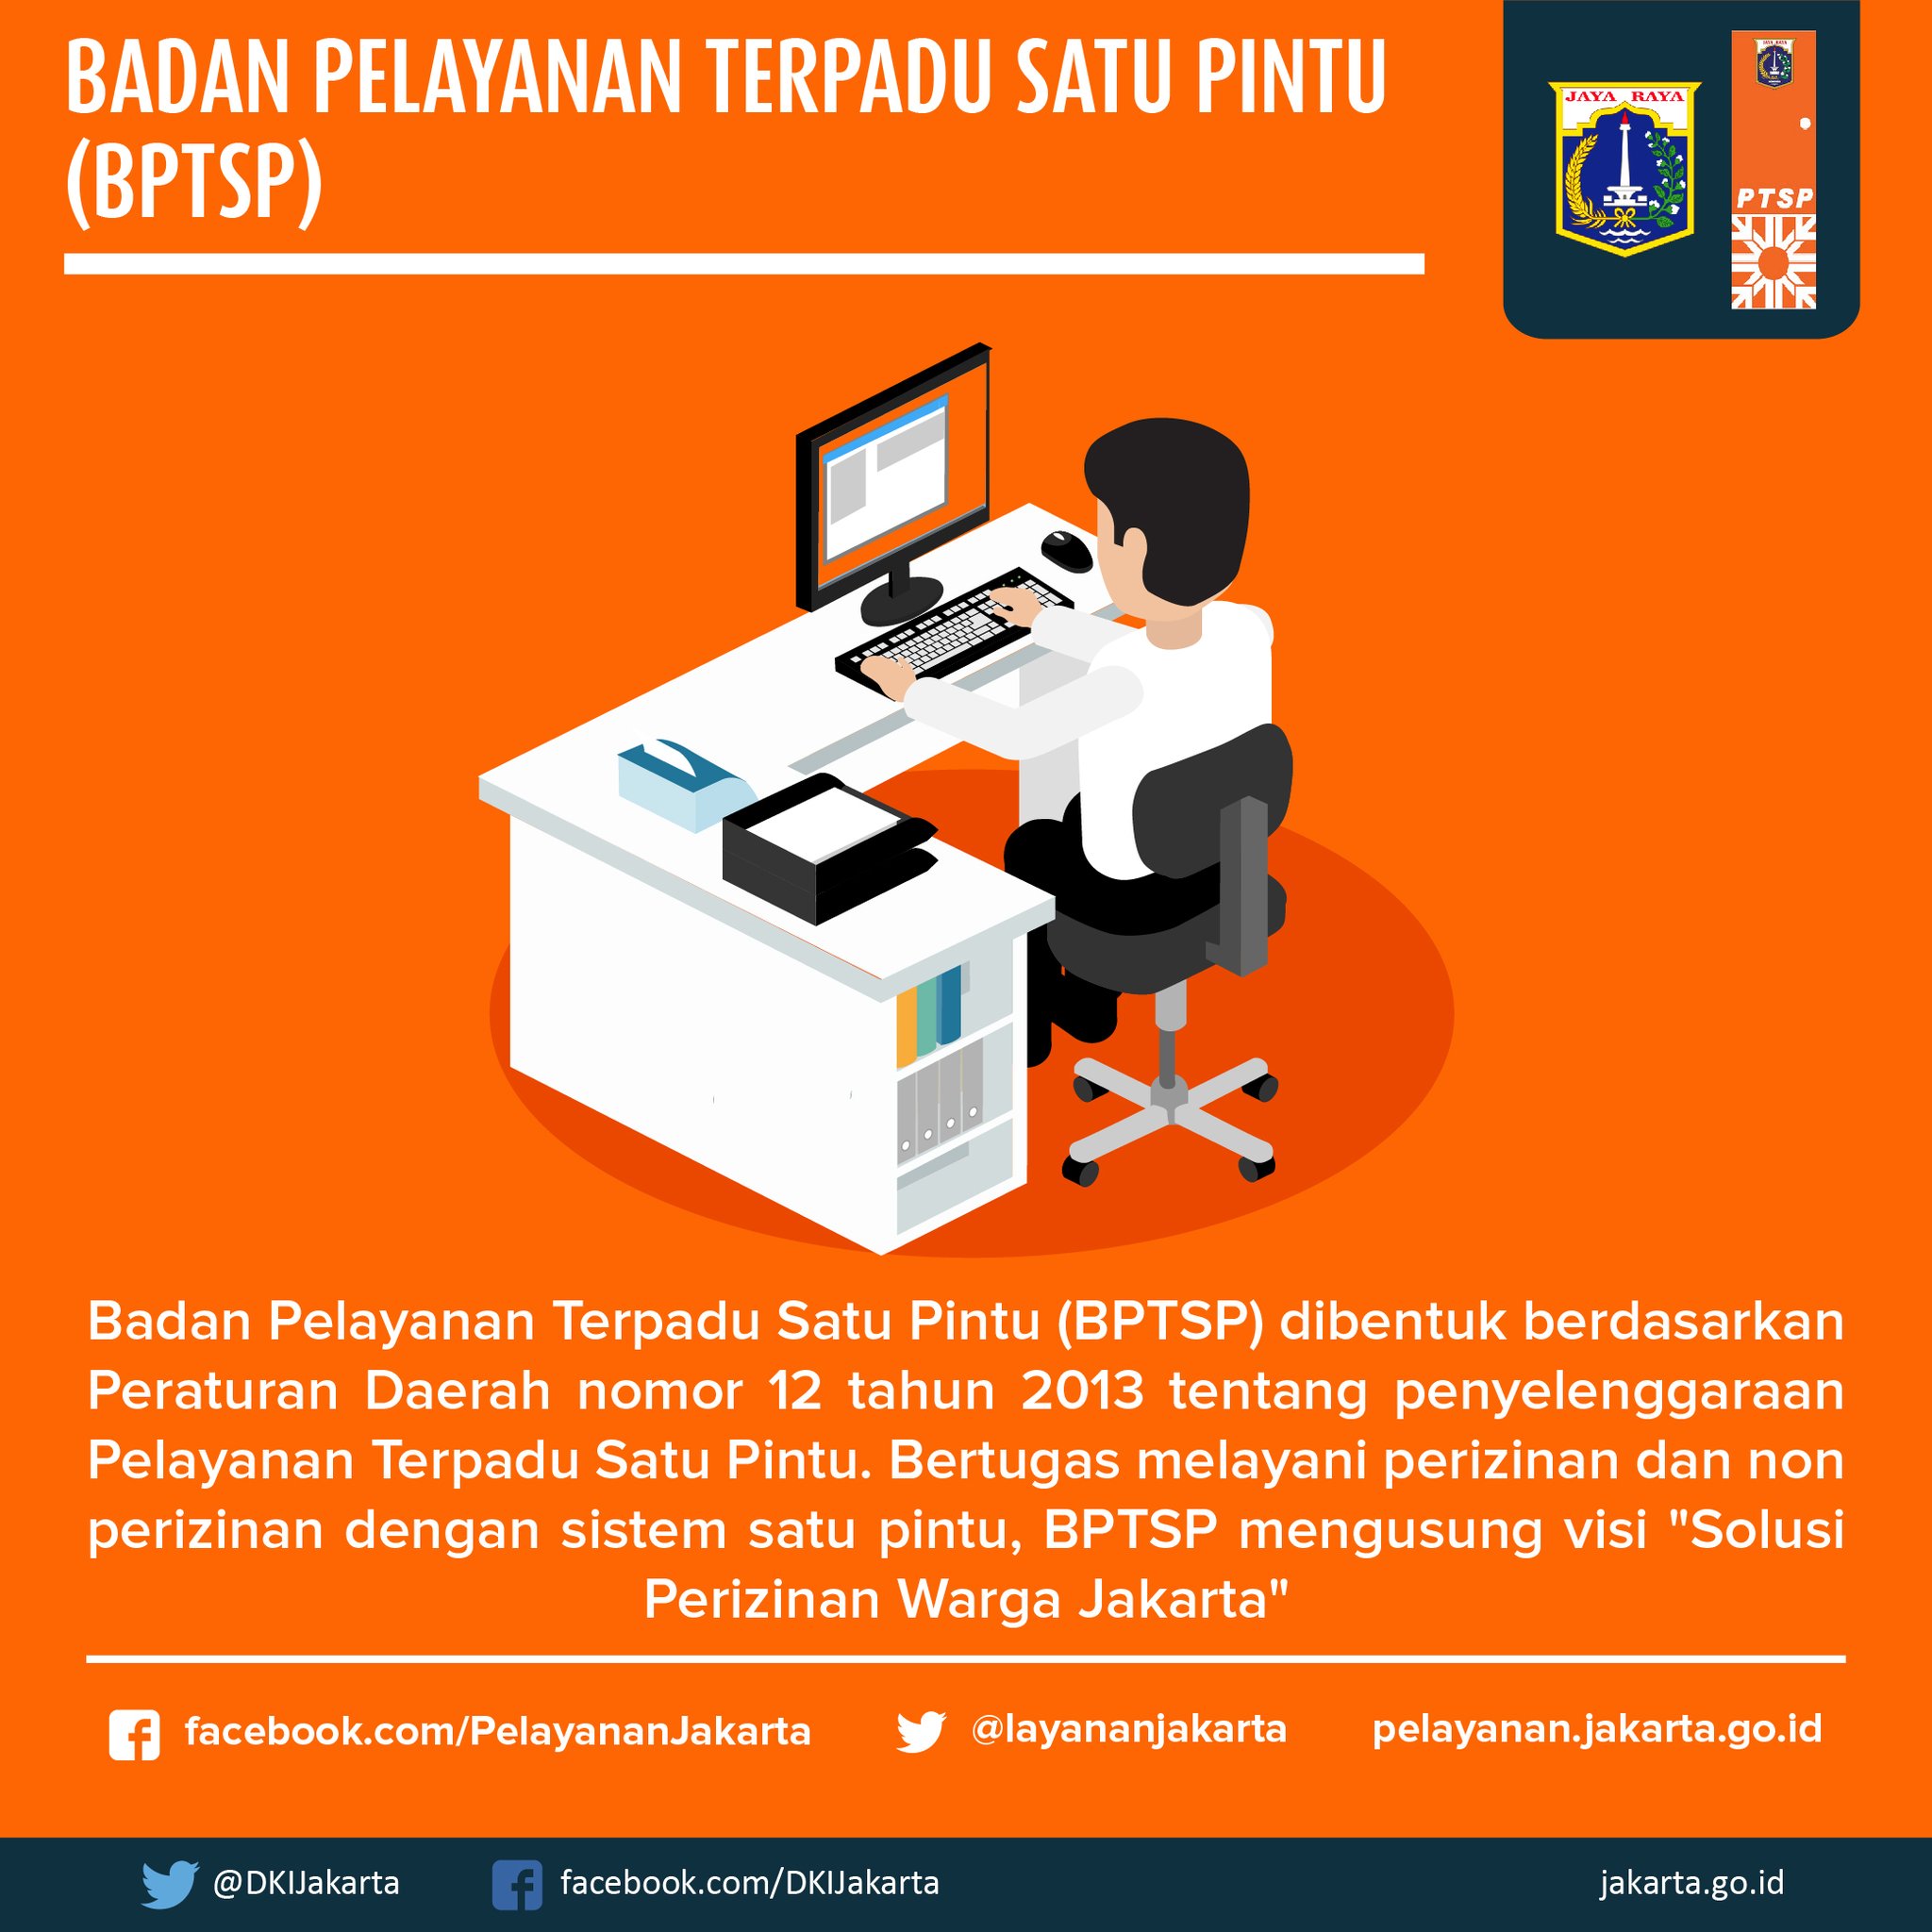 BADAN PELAYANAN TERPADU SATU PINTU
(BPTSP)
JAYA RAYA
JAYA RAYA
PTSP
Badan Pelayanan Terpadu Satu Pintu (BPTSP) dibentuk berdasarkan
Peraturan Daerah nomor 12 tahun 2013 tentang penyelenggaraan
Pelayanan Terpadu Satu Pintu. Bertugas melayani perizinan dan non
perizinan dengan sistem satu pintu, BPTSP mengusung visi "Solusi
Perizinan Warga Jakarta"
facebook.com/PelayananJakarta @layananjakarta pelayanan.jakarta.go.id
@DKIJakarta facebook.com/DKIJakarta jakarta.go.id